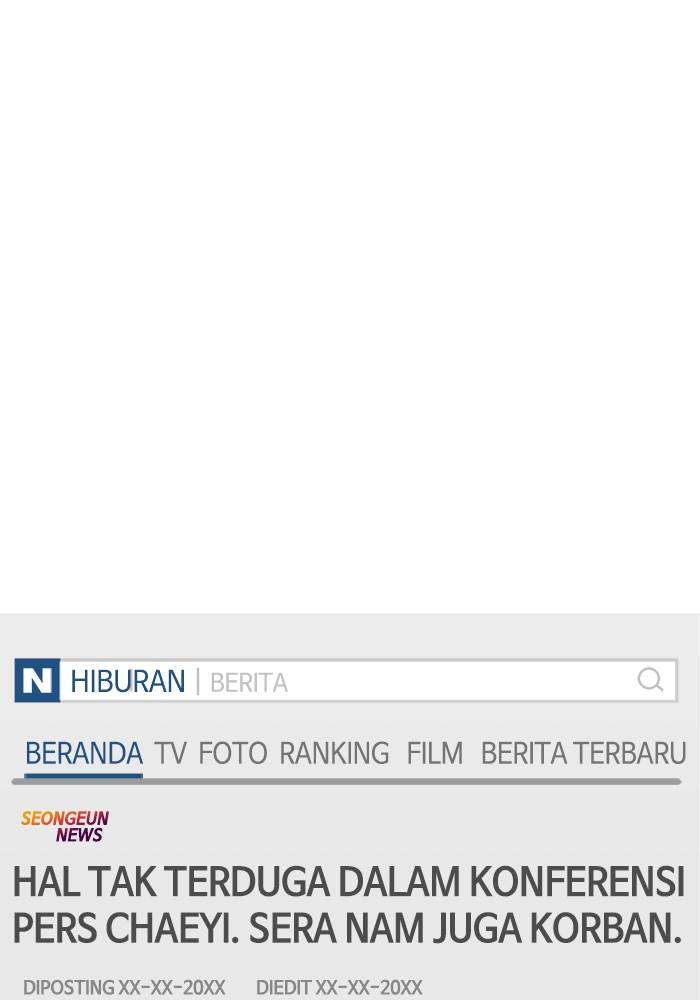 N HIBURAN | BERITA
BERANDA TV FOTO RANKING FILM BERITA TERBARU
SEONGEUN
NEWS
HAL TAK TERDUGA DALAM KONFERENSI
PERS CHAEYI. SERA NAM JUGA KORBAN.
DIPOSTING XX-XX-20XX DIEDIT XX-XX-20XX